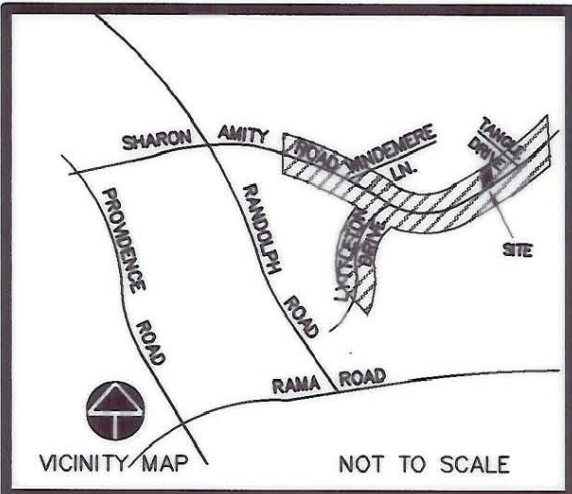 SHARON AMITY ROAD
WINDEMERE
LN.
TANGLE
DRIVE
SITE
LYTTLETON
DRIVE
PROVIDENCE
ROAD
RANDOLPH
ROAD
RAMA ROAD
VICINITY MAP
NOT TO SCALE